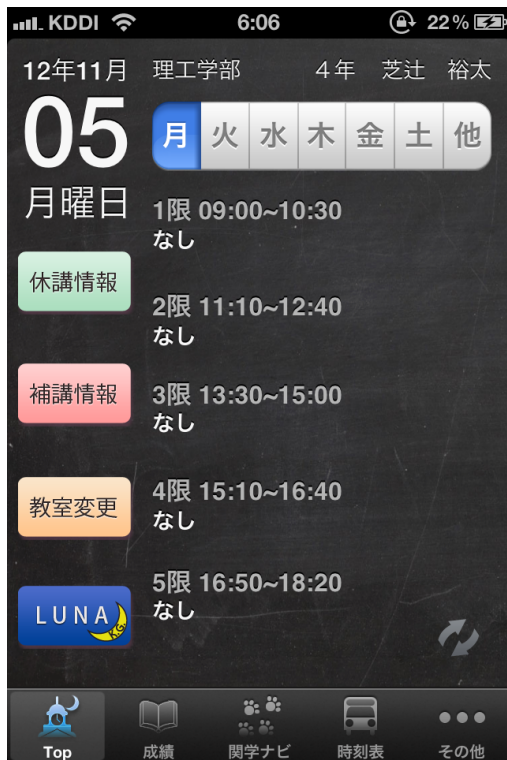 KDDI 6:06 22%
12年11月
05
月曜日
理工学部 4年 芝辻 裕太
月 火 水 木 金 土 他
1限 09:00~10:30
なし
2限 11:10~12:40
なし
3限 13:30~15:00
なし
4限 15:10~16:40
なし
5限 16:50~18:20
なし
休講情報
補講情報
教室変更
LUNA K.G.
Top 成績 関学ナビ 時刻表 その他